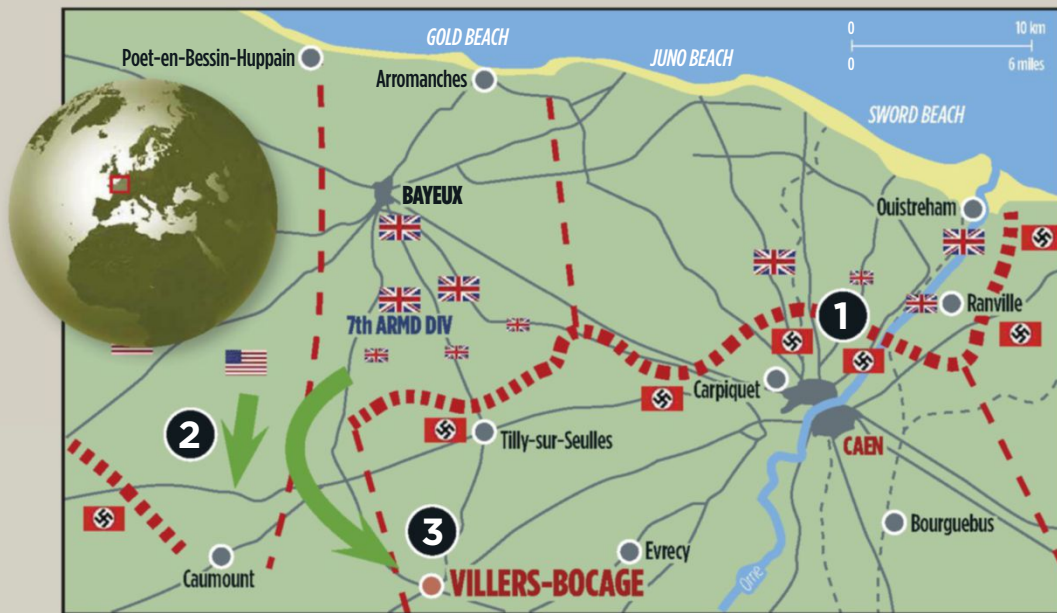 GOLD BEACH
0 10 km
0 6 miles
Poet-en-Bessin-Huppain
JUNO BEACH
Arromanches
SWORD BEACH
BAYEUX
Ouistreham
Ranville
1
7th ARMD DIV
Carpiquet
2
Tilly-sur-Seulles
CAEN
3
Bourguebus
Evrecy
Caumount
VILLERS-BOCAGE
Orne